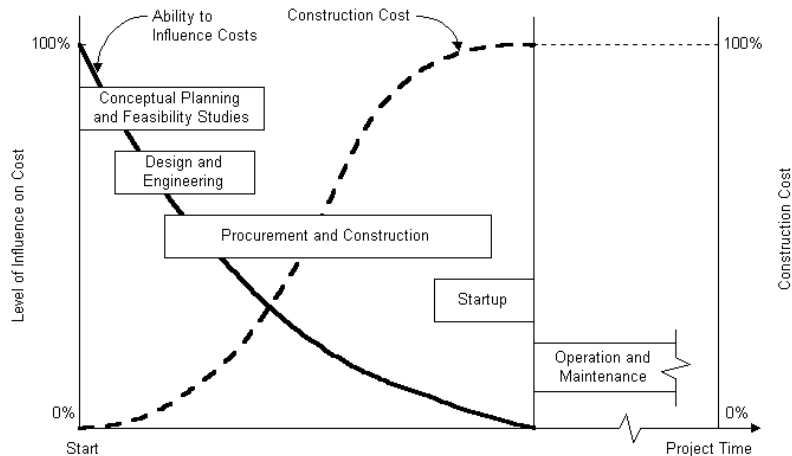 Ability to
Influence Costs
Construction Cost
100%
100%
Conceptual Planning
and Feasibility Studies
Design and
Engineering
Procurement and Construction
Startup
Operation and
Maintenance
Level of Influence on Cost
Construction Cost
0%
0%
Start
Project Time